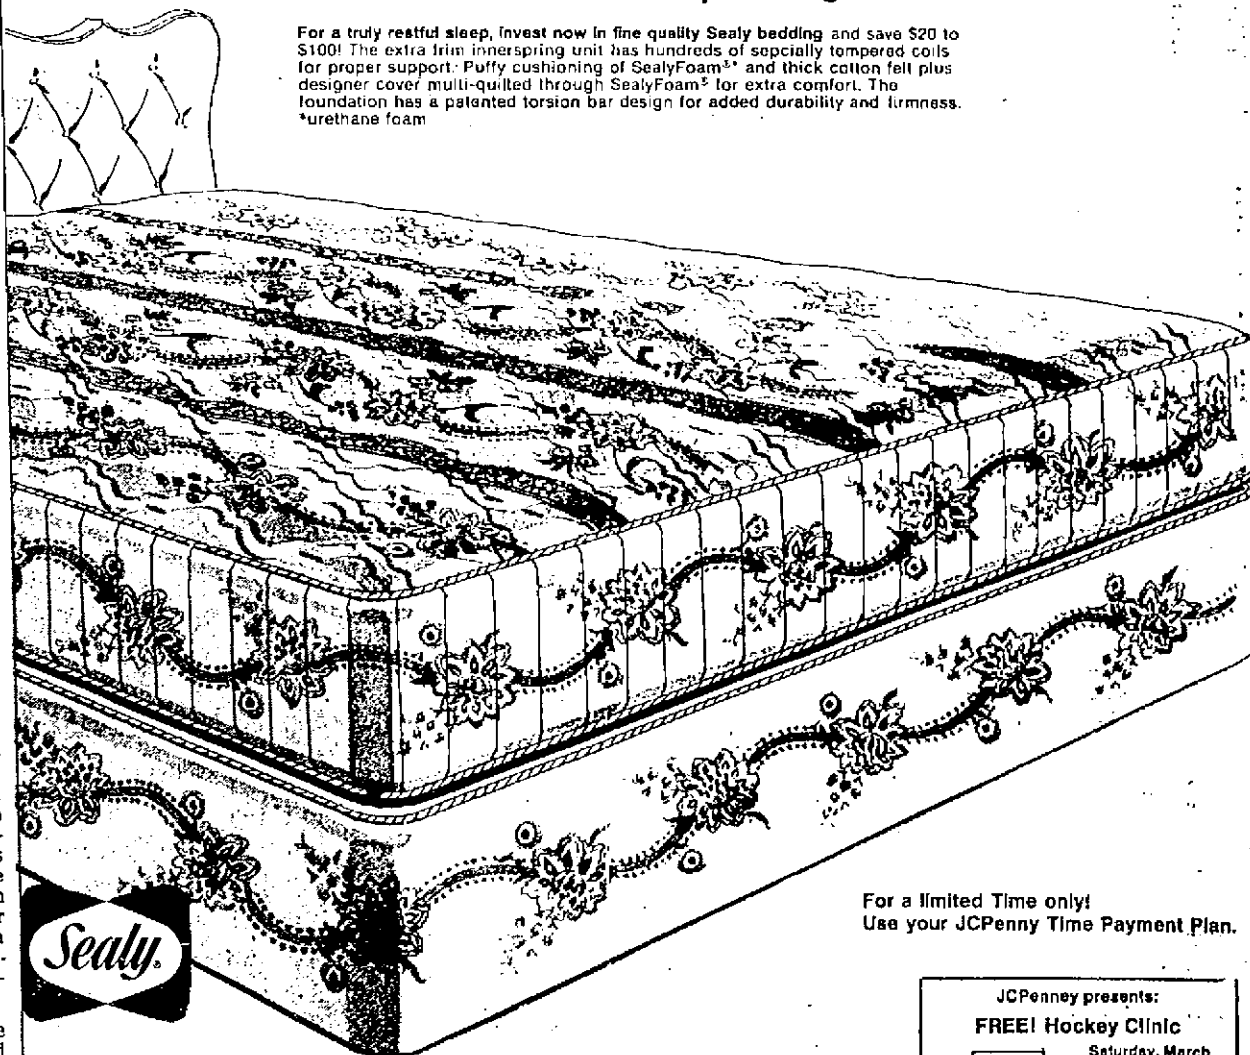 For a truly restful sleep, invest now in fine quality Sealy bedding and save $20 to
$100! The extra firm innerspring unit has hundreds of sepcially tempered coils
for proper support. Puffy cushioning of SealyFoam®* and thick cotton felt plus
designer cover multi-quilted through SealyFoam® for extra comfort. The
foundation has a patented torsion bar design for added durability and firmness.
*urethane foam
For a limited Time only!
Use your JCPenny Time Payment Plan.
Sealy®
JCPenney presents:
FREE! Hockey Clinic
Saturday, March